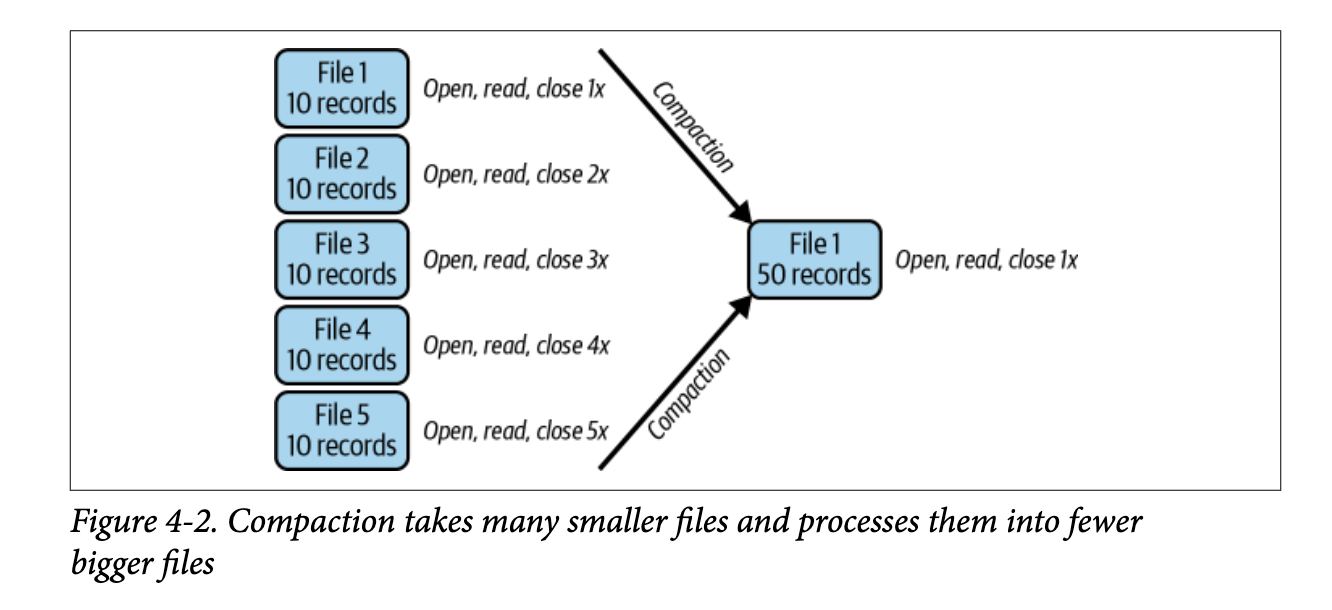 File 1
10 records
Open, read, close 1x
File 2
10 records
Open, read, close 2x
File 3
10 records
Open, read, close 3x
File 4
10 records
Open, read, close 4x
File 5
10 records
Open, read, close 5x
Compaction
Compaction
File 1
50 records
Open, read, close 1x
Figure 4-2. Compaction takes many smaller files and processes them into fewer
bigger files